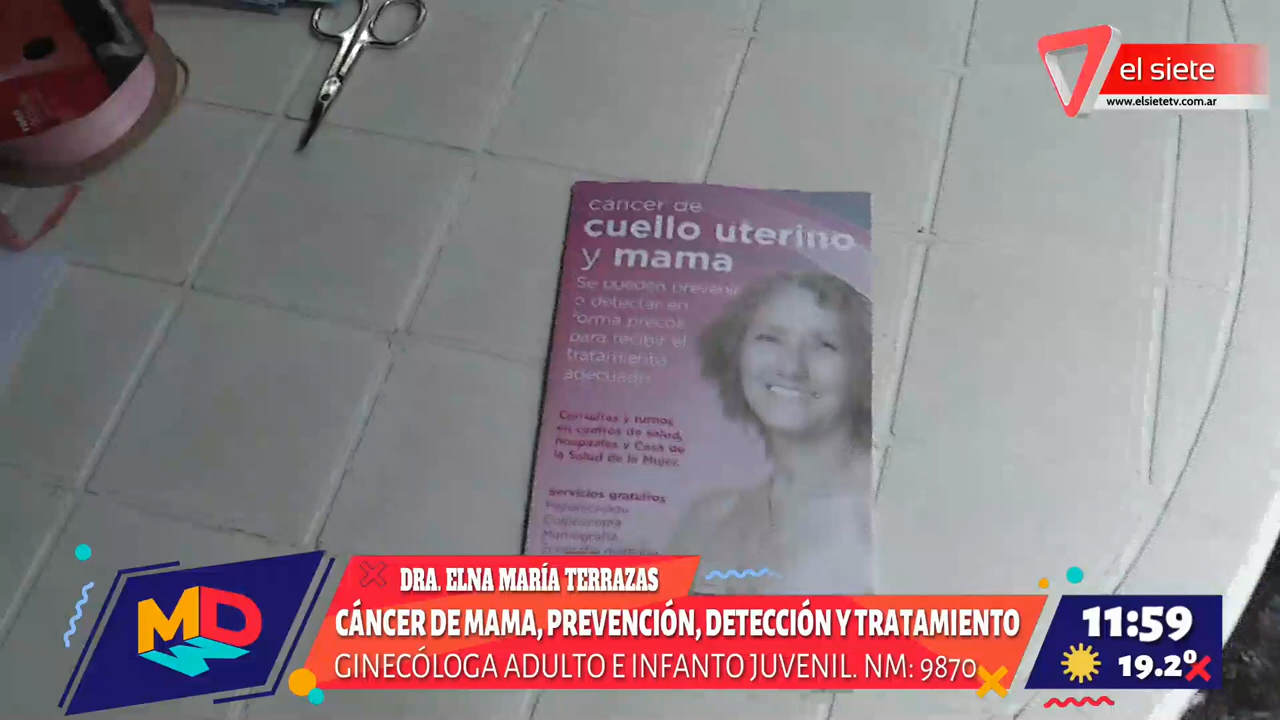 el siete
www.elsietetv.com.ar
cáncer de
cuello uterino
y mama
Se pueden prevenir
o detectar en
forma precoz
para recibir el
tratamiento
adecuado.
Consultas y turnos
en centros de salud,
hospitales y Casa de
la Salud de la Mujer.
Servicios gratuitos
Papanicolau
Colposcopía
Mamografía
DRA. ELNA MARÍA TERRAZAS
CÁNCER DE MAMA, PREVENCIÓN, DETECCIÓN Y TRATAMIENTO
GINECÓLOGA ADULTO E INFANTO JUVENIL. NM: 9870
MD
11:59
19.2º